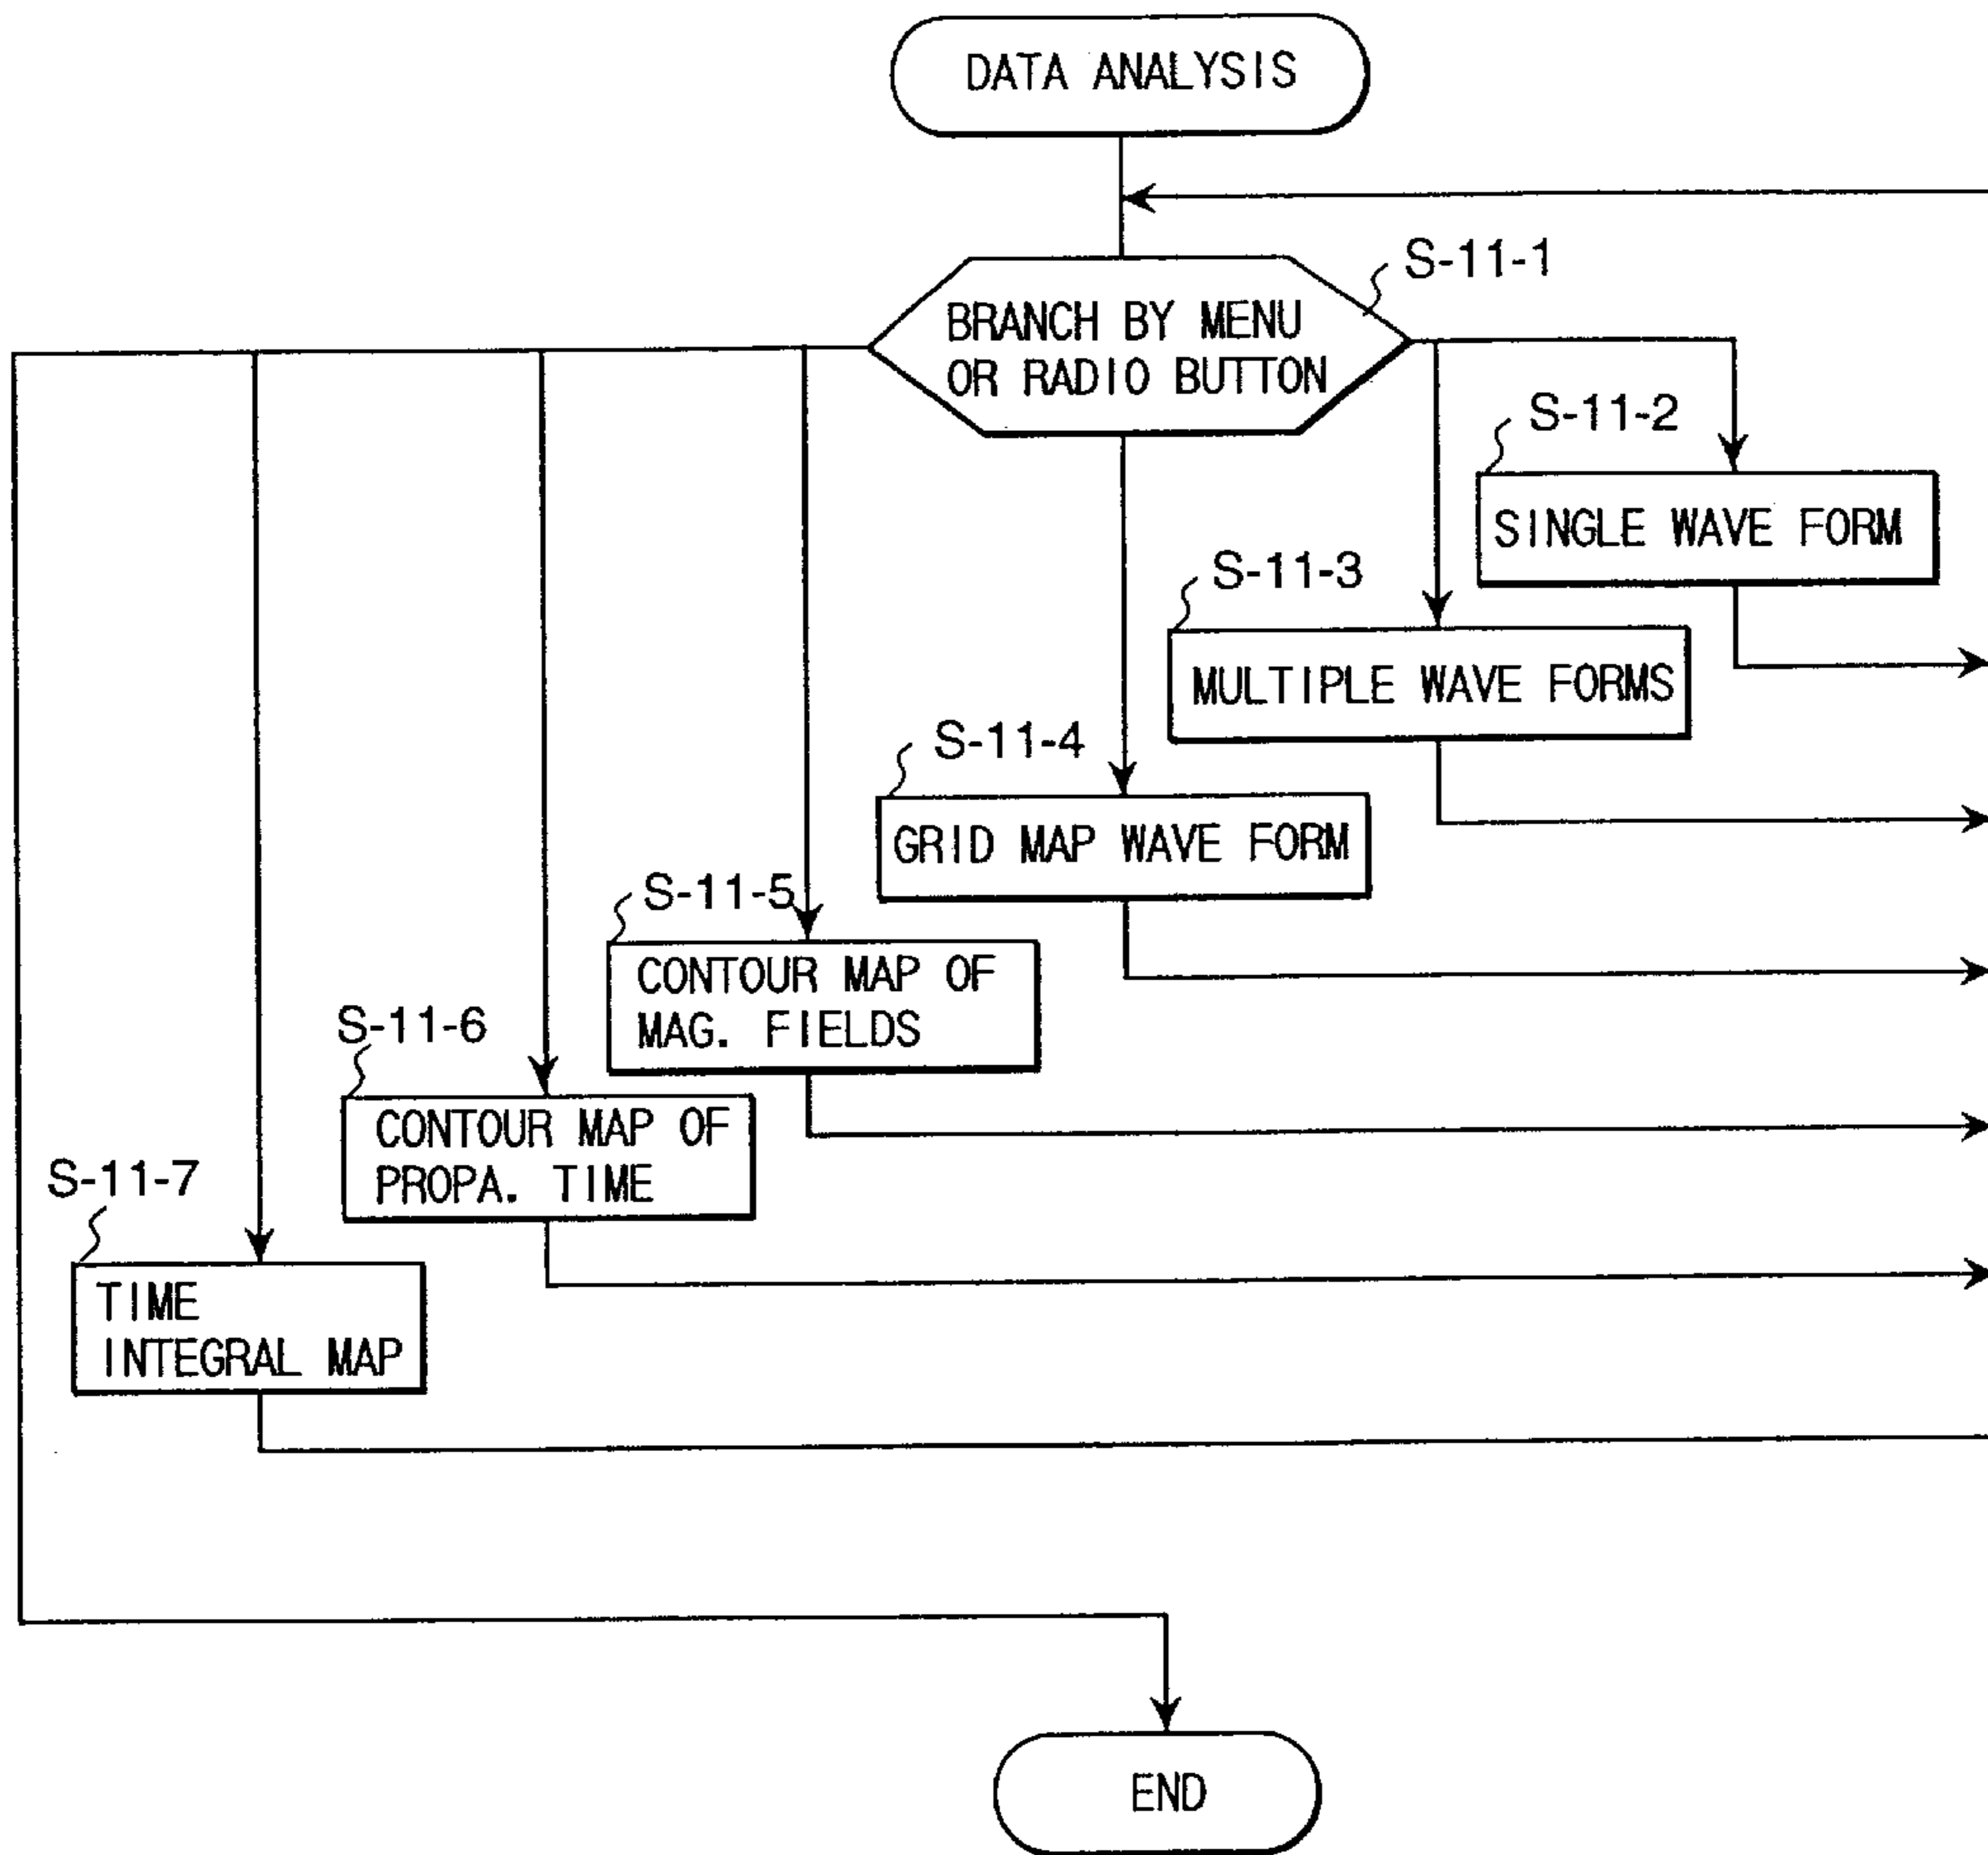 DATA ANALYSIS
S-11-1
BRANCH BY MENU
OR RADIO BUTTON
S-11-2
SINGLE WAVE FORM
S-11-3
MULTIPLE WAVE FORMS
S-11-4
GRID MAP WAVE FORM
S-11-5
CONTOUR MAP OF
MAG. FIELDS
S-11-6
CONTOUR MAP OF
PROPA. TIME
S-11-7
TIME
INTEGRAL MAP
END